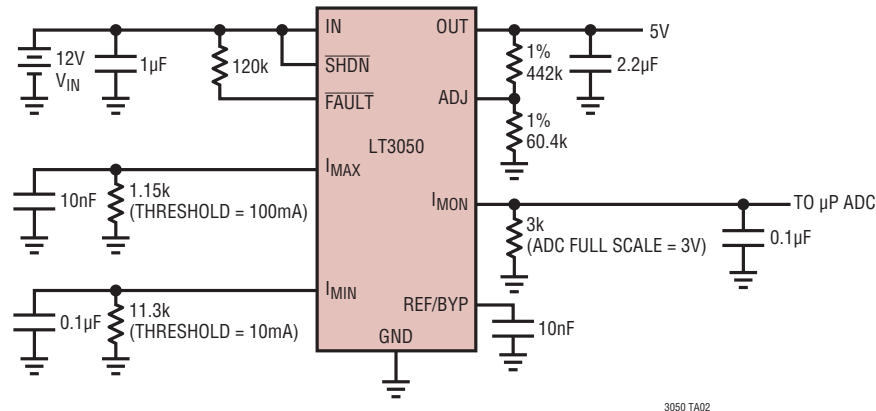 IN
OUT
5V
12V
VIN
1µF
120k
SHDN
1%
442k
2.2µF
FAULT
ADJ
1%
60.4k
LT3050
IMAX
10nF
1.15k
(THRESHOLD = 100mA)
IMON
TO µP ADC
3k
(ADC FULL SCALE = 3V)
0.1µF
IMIN
0.1µF
11.3k
(THRESHOLD = 10mA)
REF/BYP
10nF
GND
3050 TA02